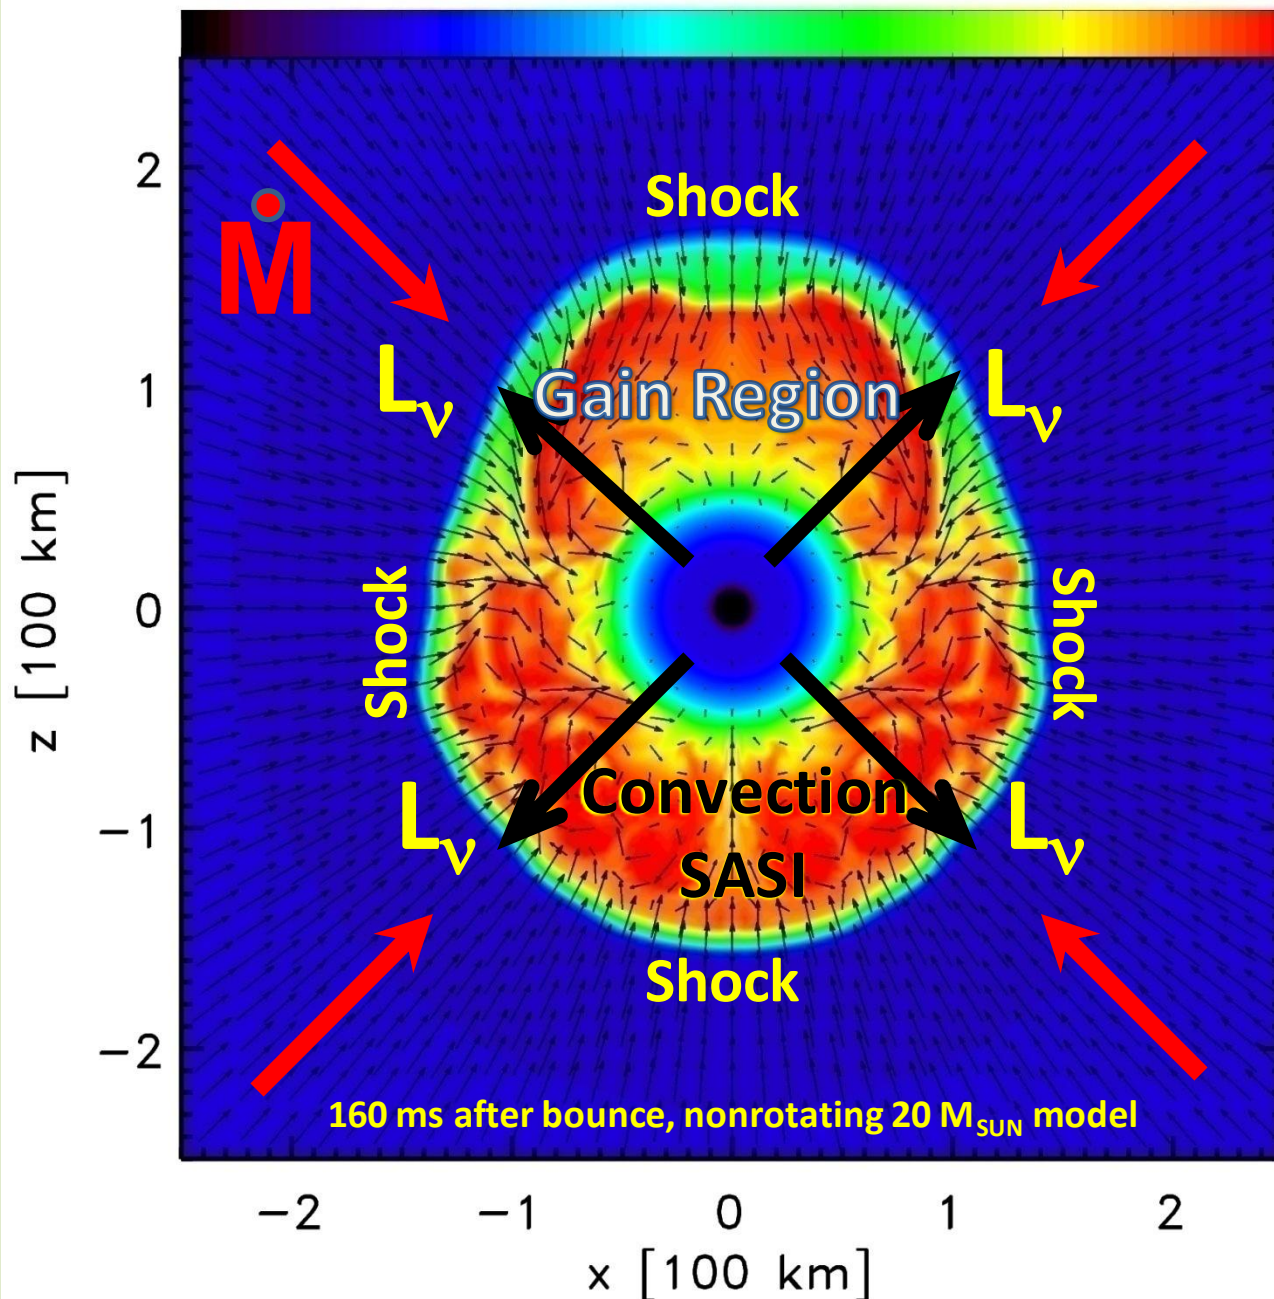 2
1
0
−1
−2
z [100 km]
Ṁ
Shock
Lν
Lν
Gain Region
Shock
Shock
Lν
Lν
Convection
SASI
Shock
160 ms after bounce, nonrotating 20 M_SUN model
−2 −1 0 1 2
x [100 km]